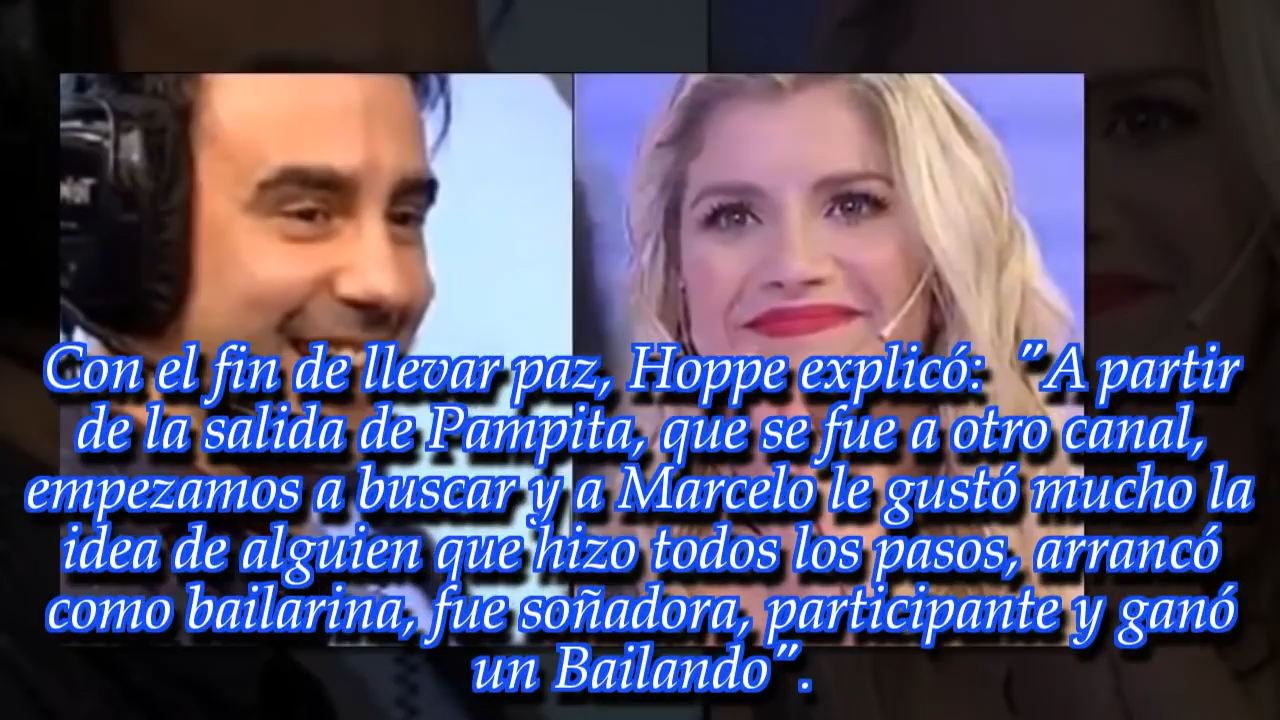 Con el fin de llevar paz, Hoppe explicó: "A partir
de la salida de Pampita, que se fue a otro canal,
empezamos a buscar y a Marcelo le gustó mucho la
idea de alguien que hizo todos los pasos, arrancó
como bailarina, fue soñadora, participante y ganó
un Bailando".